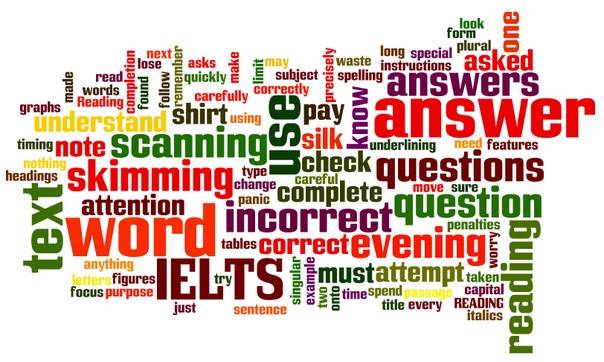 look
form
one
plural
long special
asked
next
lose
read
completion
made
words
Reading
found
follow
remember
asks
quickly
make
limit may
subject
precisely
waste
spelling
instructions
answers
answer
graphs
carefully
correctly
understand
shirt using
use
pay
know
timing note scanning
silk
underlining need features
nothing
check
questions
headings
skimming
type
change
careful
move sure
text
attention
panic
complete
question
word
incorrect
penalties
tables correct evening
worry
reading
anything
IELTS
try
singular
example
must attempt taken
letters figures
two
onto
time spend passage capital
focus purpose
title every READING
just
sentence
italics